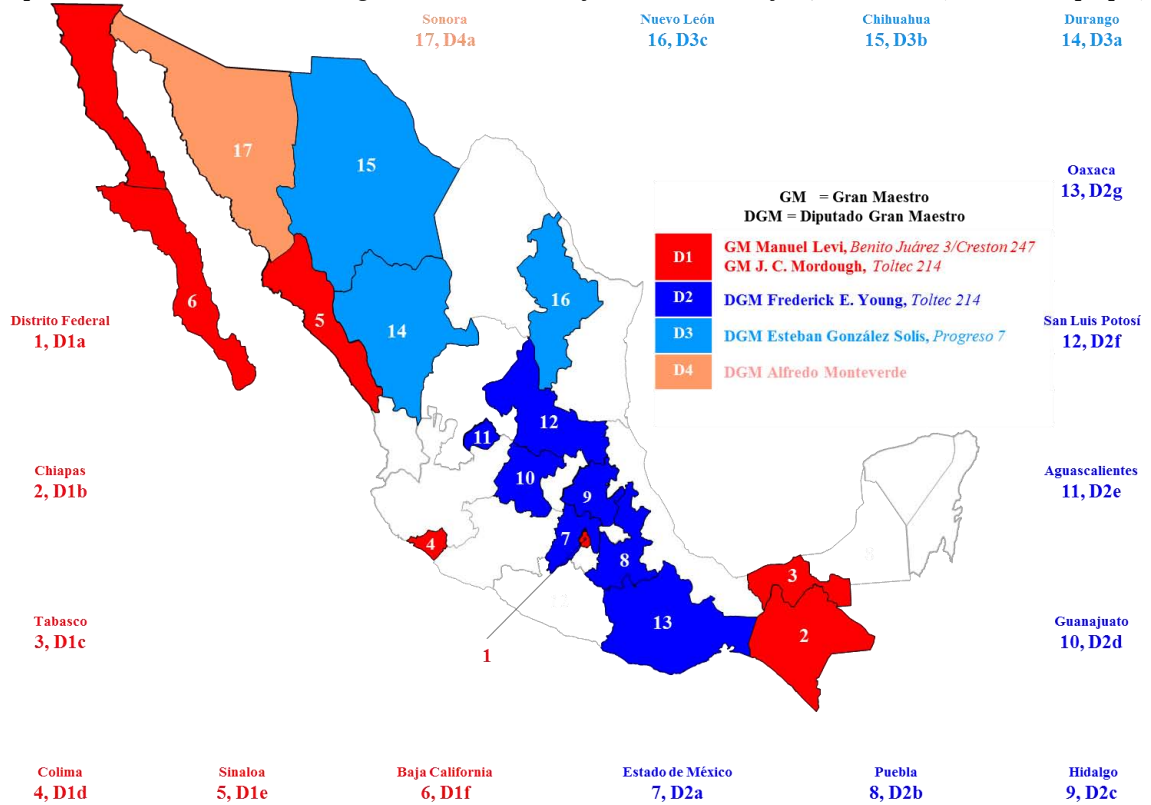 Sonora
17, D4a
Nuevo León
16, D3c
Chihuahua
15, D3b
Durango
14, D3a
17
15
Oaxaca
13, D2g
GM = Gran Maestro
DGM = Diputado Gran Maestro
D1
GM Manuel Levi, Benito Juárez 3/Creston 247
GM J. C. Mordough, Toltec 214
D2
DGM Frederick E. Young, Toltec 214
D3
DGM Esteban González Solis, Progreso 7
D4
DGM Alfredo Monteverde
6
5
14
16
Distrito Federal
1, D1a
San Luis Potosí
12, D2f
12
11
10
9
Chiapas
2, D1b
Aguascalientes
11, D2e
4
7
8
3
13
2
1
Tabasco
3, D1c
Guanajuato
10, D2d
Colima
4, D1d
Sinaloa
5, D1e
Baja California
6, D1f
Estado de México
7, D2a
Puebla
8, D2b
Hidalgo
9, D2c